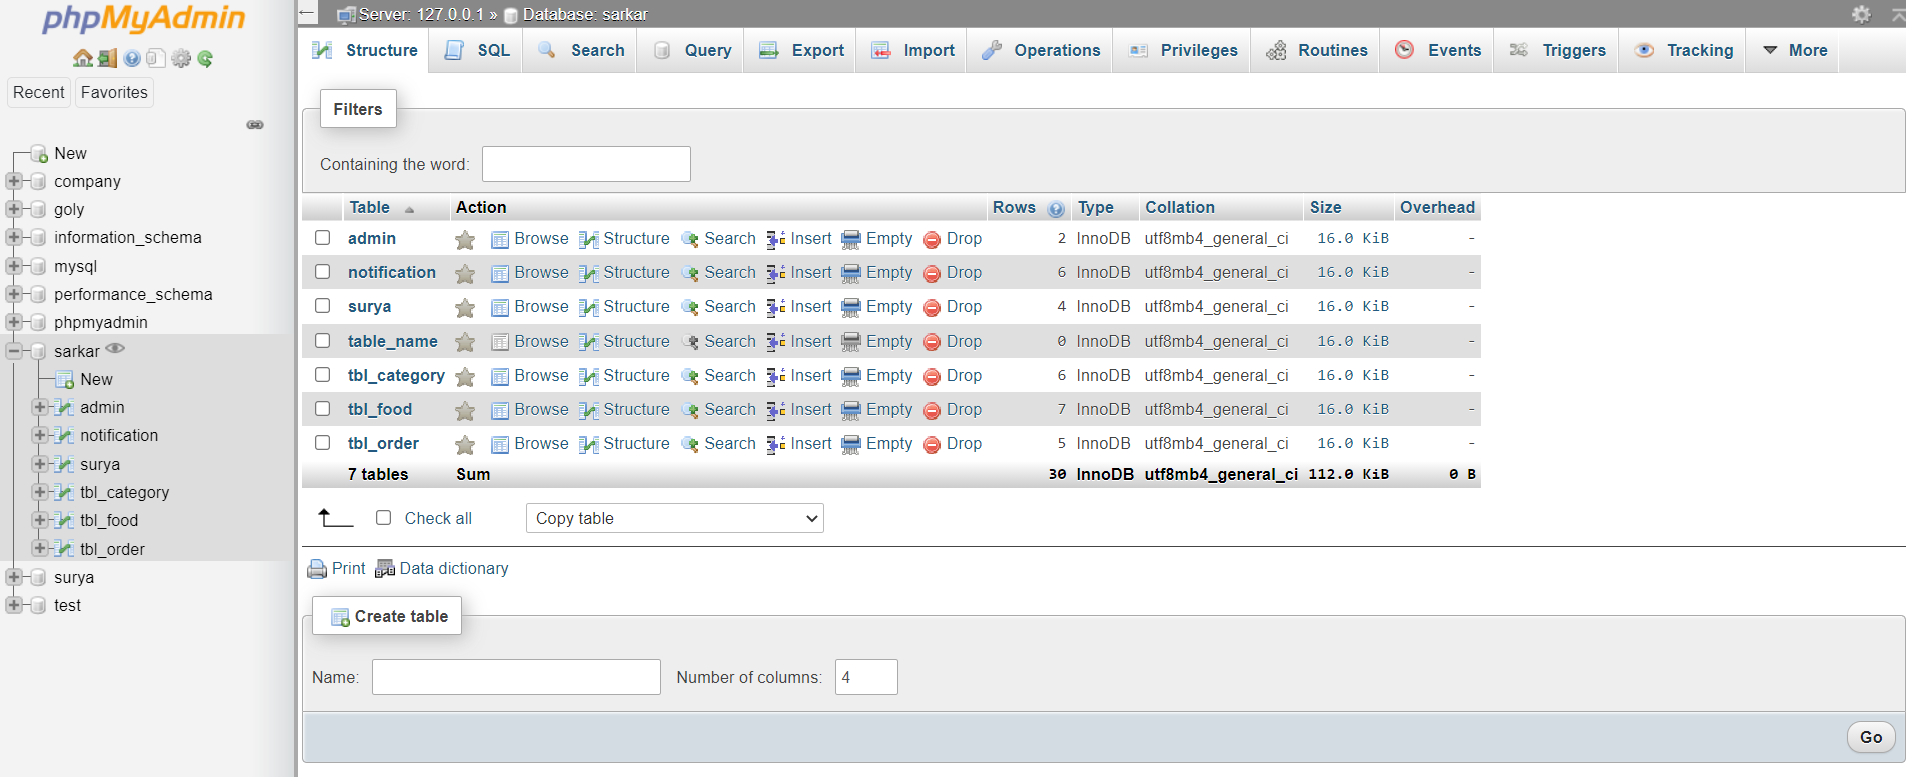 phpMyAdmin
Recent Favorites
New
company
goly
information_schema
mysql
performance_schema
phpmyadmin
sarkar
New
admin
notification
surya
tbl_category
tbl_food
tbl_order
surya
test
Server: 127.0.0.1 » Database: sarkar
Structure SQL Search Query Export Import Operations Privileges Routines Events Triggers Tracking More
Filters
Containing the word:
Table Action Rows Type Collation Size Overhead
admin Browse Structure Search Insert Empty Drop 2 InnoDB utf8mb4_general_ci 16.0 KiB -
notification Browse Structure Search Insert Empty Drop 6 InnoDB utf8mb4_general_ci 16.0 KiB -
surya Browse Structure Search Insert Empty Drop 4 InnoDB utf8mb4_general_ci 16.0 KiB -
table_name Browse Structure Search Insert Empty Drop 0 InnoDB utf8mb4_general_ci 16.0 KiB -
tbl_category Browse Structure Search Insert Empty Drop 6 InnoDB utf8mb4_general_ci 16.0 KiB -
tbl_food Browse Structure Search Insert Empty Drop 7 InnoDB utf8mb4_general_ci 16.0 KiB -
tbl_order Browse Structure Search Insert Empty Drop 5 InnoDB utf8mb4_general_ci 16.0 KiB -
7 tables Sum 30 InnoDB utf8mb4_general_ci 112.0 KiB 0 B
Check all Copy table
Print Data dictionary
Create table
Name: Number of columns: 4
Go